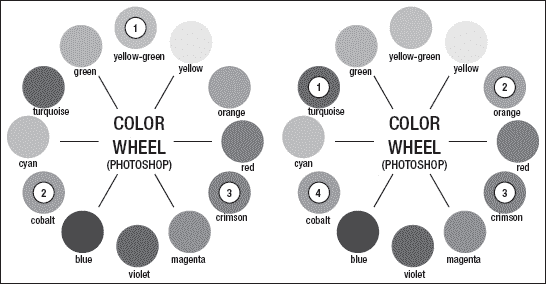 1
yellow-green
green
yellow
turquoise
orange
COLOR
WHEEL
(PHOTOSHOP)
cyan
red
2
cobalt
3
crimson
blue
violet
magenta
yellow-green
green
yellow
1
turquoise
2
orange
COLOR
WHEEL
(PHOTOSHOP)
cyan
red
4
cobalt
3
crimson
blue
violet
magenta